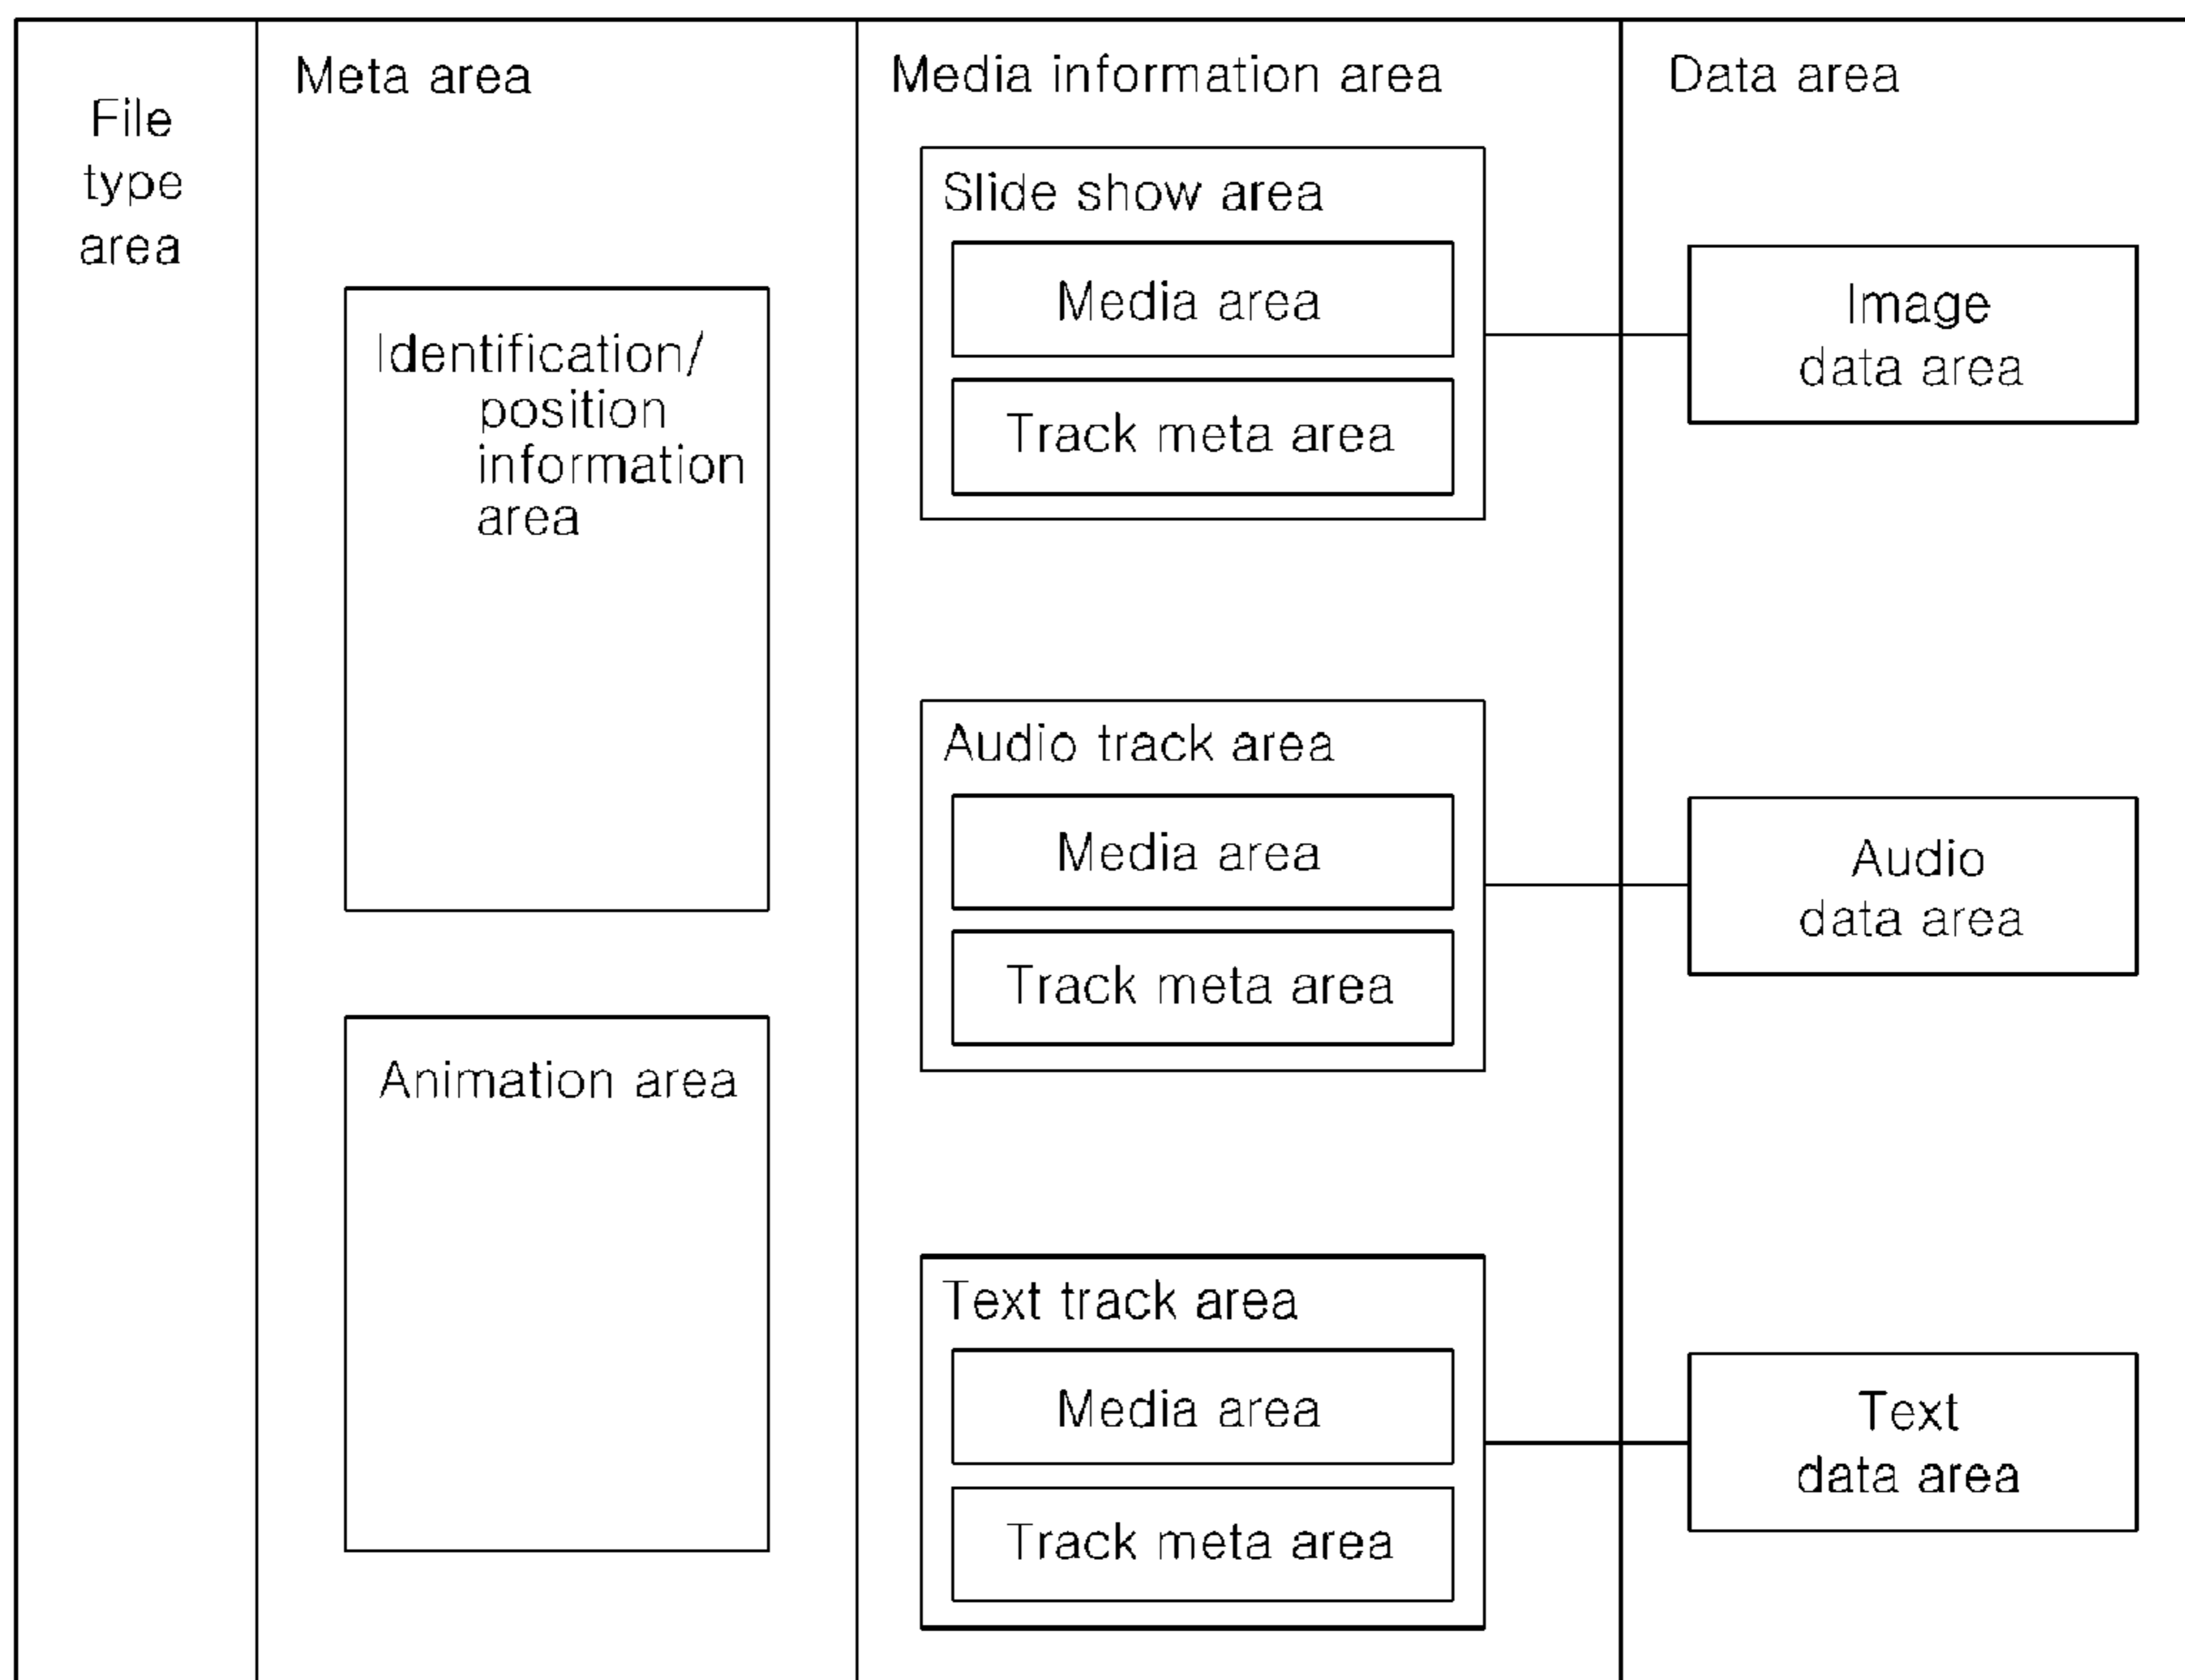 File
type
area
Meta area
Identification/
position
information
area
Animation area
Media information area
Slide show area
Media area
Track meta area
Audio track area
Media area
Track meta area
Text track area
Media area
Track meta area
Data area
Image
data area
Audio
data area
Text
data area